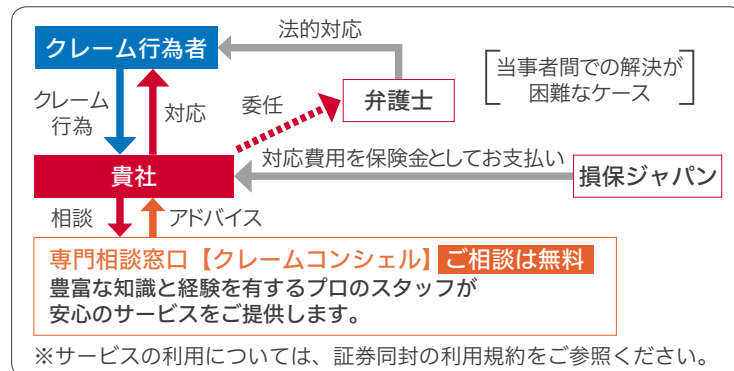 法的対応
クレーム行為者
当事者間での解決が
困難なケース
クレーム
行為
対応
委任
弁護士
対応費用を保険金としてお支払い
貴社
損保ジャパン
相談
アドバイス
専門相談窓口【クレームコンシェル】ご相談は無料
豊富な知識と経験を有するプロのスタッフが
安心のサービスをご提供します。
※サービスの利用については、証券同封の利用規約をご参照ください。